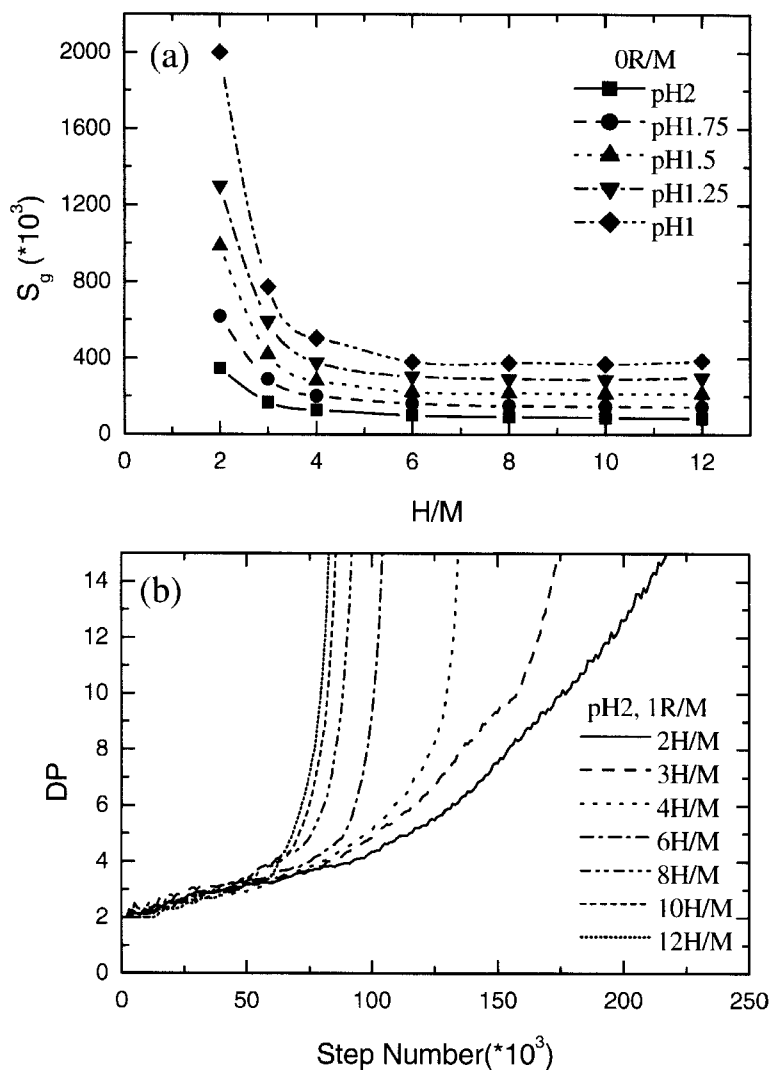 (a)
0R/M
pH2
pH1.75
pH1.5
pH1.25
pH1
2000
1600
1200
800
400
0
S_g (*10^3)
0 2 4 6 8 10 12
H/M
(b)
14
12
10
8
6
4
2
0
DP
pH2, 1R/M
2H/M
3H/M
4H/M
6H/M
8H/M
10H/M
12H/M
0 50 100 150 200 250
Step Number(*10^3)